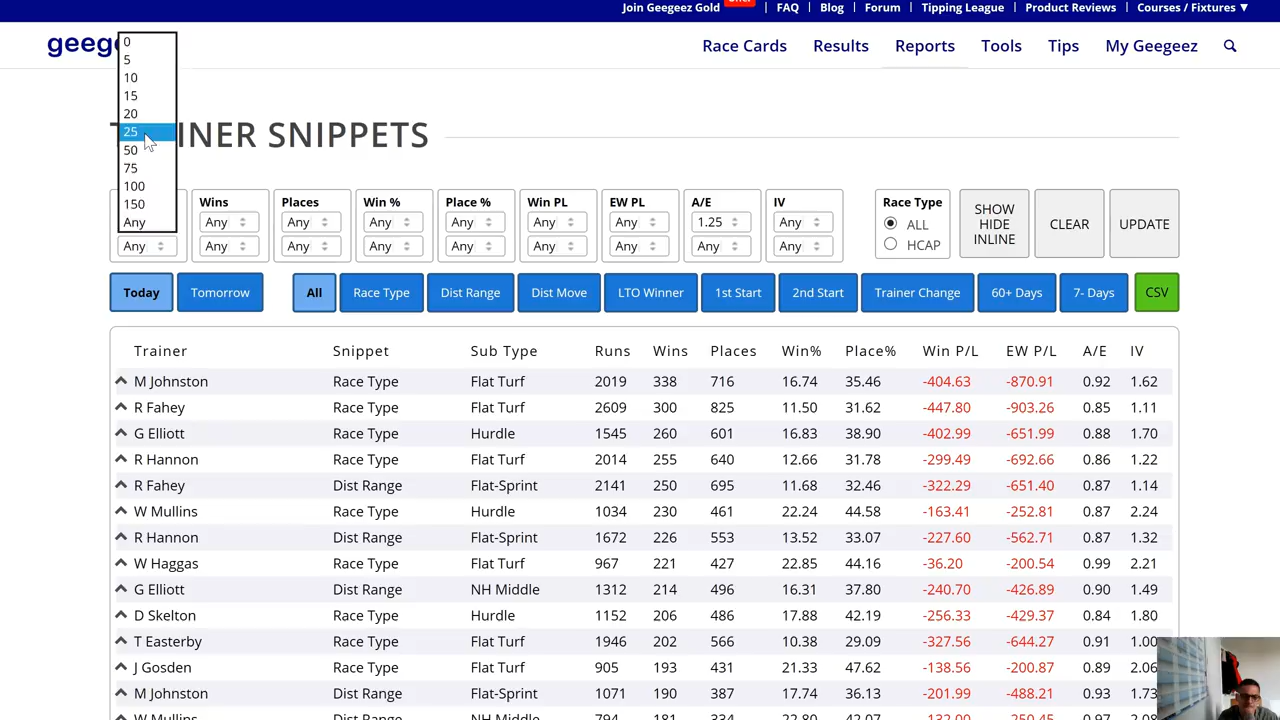 Join Geegeez Gold | FAQ | Blog | Forum | Tipping League | Product Reviews | Courses / Fixtures ▼
geeg
Race Cards Results Reports Tools Tips My Geegeez
0
5
10
15
20
25
50
75
100
150
Any
INER SNIPPETS
Wins Places Win % Place % Win PL EW PL A/E IV Race Type
Any Any Any Any Any Any 1.25 Any ALL
Any Any Any Any Any Any Any Any Any HCAP
SHOW HIDE INLINE
CLEAR
UPDATE
Today Tomorrow All Race Type Dist Range Dist Move LTO Winner 1st Start 2nd Start Trainer Change 60+ Days 7- Days CSV
Trainer Snippet Sub Type Runs Wins Places Win% Place% Win P/L EW P/L A/E IV
M Johnston Race Type Flat Turf 2019 338 716 16.74 35.46 -404.63 -870.91 0.92 1.62
R Fahey Race Type Flat Turf 2609 300 825 11.50 31.62 -447.80 -903.26 0.85 1.11
G Elliott Race Type Hurdle 1545 260 601 16.83 38.90 -402.99 -651.99 0.88 1.70
R Hannon Race Type Flat Turf 2014 255 640 12.66 31.78 -299.49 -692.66 0.86 1.22
R Fahey Dist Range Flat-Sprint 2141 250 695 11.68 32.46 -322.29 -651.40 0.87 1.14
W Mullins Race Type Hurdle 1034 230 461 22.24 44.58 -163.41 -252.81 0.87 2.24
R Hannon Dist Range Flat-Sprint 1672 226 553 13.52 33.07 -227.60 -562.71 0.87 1.32
W Haggas Race Type Flat Turf 967 221 427 22.85 44.16 -36.20 -200.54 0.99 2.21
G Elliott Dist Range NH Middle 1312 214 496 16.31 37.80 -240.70 -426.89 0.90 1.49
D Skelton Race Type Hurdle 1152 206 486 17.88 42.19 -256.33 -429.37 0.84 1.80
T Easterby Race Type Flat Turf 1946 202 566 10.38 29.09 -327.56 -644.27 0.91 1.00
J Gosden Race Type Flat Turf 905 193 431 21.33 47.62 -138.56 -200.87 0.89 2.06
M Johnston Dist Range Flat-Sprint 1071 190 387 17.74 36.13 -201.99 -488.21 0.93 1.73